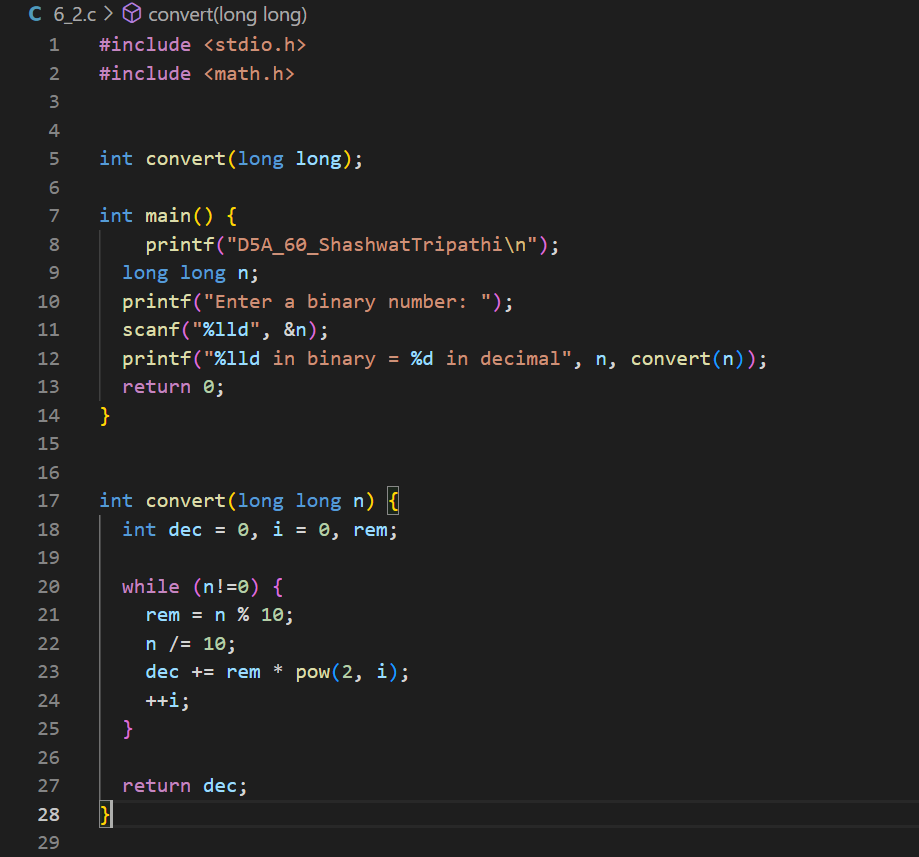 C 6_2.c > convert(long long)
1 #include <stdio.h>
2 #include <math.h>
3
4
5 int convert(long long);
6
7 int main() {
8     printf("D5A_60_ShashwatTripathi\n");
9   long long n;
10   printf("Enter a binary number: ");
11   scanf("%lld", &n);
12   printf("%lld in binary = %d in decimal", n, convert(n));
13   return 0;
14 }
15
16
17 int convert(long long n) {
18   int dec = 0, i = 0, rem;
19
20   while (n!=0) {
21     rem = n % 10;
22     n /= 10;
23     dec += rem * pow(2, i);
24     ++i;
25   }
26
27   return dec;
28 }
29